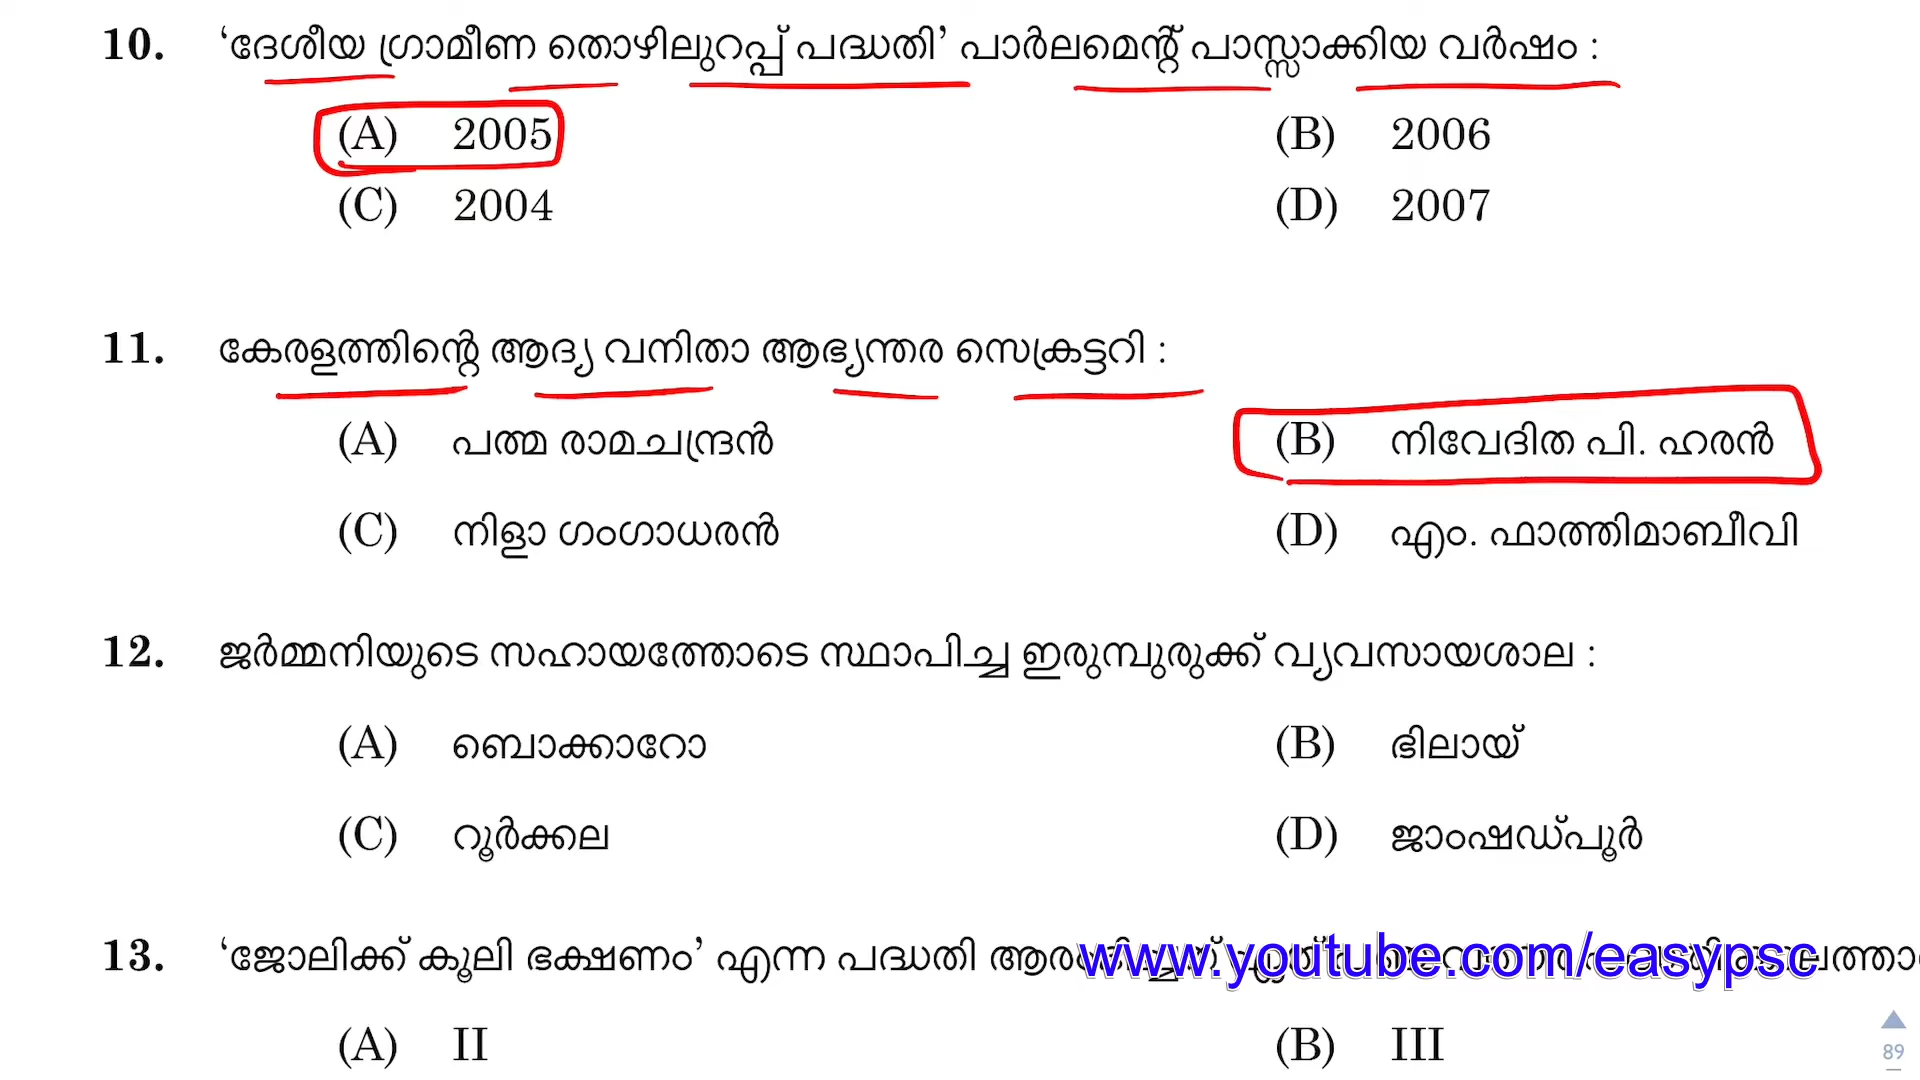 10. ‘ദേശീയ ഗ്രാമീണ തൊഴിലുറപ്പ് പദ്ധതി’ പാർലമെന്റ് പാസ്സാക്കിയ വർഷം :
(A) 2005 (B) 2006
(C) 2004 (D) 2007
11. കേരളത്തിന്റെ ആദ്യ വനിതാ ആഭ്യന്തര സെക്രട്ടറി :
(A) പത്മ രാമചന്ദ്രൻ (B) നിവേദിത പി. ഹരൻ
(C) നിളാ ഗംഗാധരൻ (D) എം. ഫാത്തിമാബീവി
12. ജർമ്മനിയുടെ സഹായത്തോടെ സ്ഥാപിച്ച ഇരുമ്പുരുക്ക് വ്യവസായശാല :
(A) ബൊക്കാറോ (B) ഭിലായ്
(C) റൂർക്കല (D) ജാംഷഡ്പൂർ
13. ‘ജോലിക്ക് കൂലി ഭക്ഷണം’ എന്ന പദ്ധതി www.youtube.com/easypsc
(A) II (B) III
89